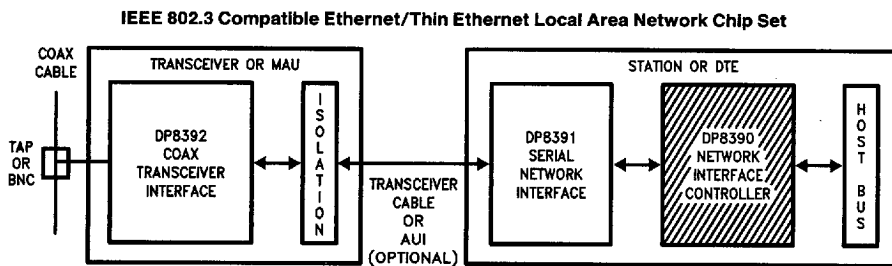 IEEE 802.3 Compatible Ethernet/Thin Ethernet Local Area Network Chip Set
COAX
CABLE
TAP
OR
BNC
TRANSCEIVER OR MAU
DP8392
COAX
TRANSCEIVER
INTERFACE
ISOLATION
TRANSCEIVER
CABLE
OR
AUI
(OPTIONAL)
STATION OR DTE
DP8391
SERIAL
NETWORK
INTERFACE
DP8390
NETWORK
INTERFACE
CONTROLLER
HOST BUS